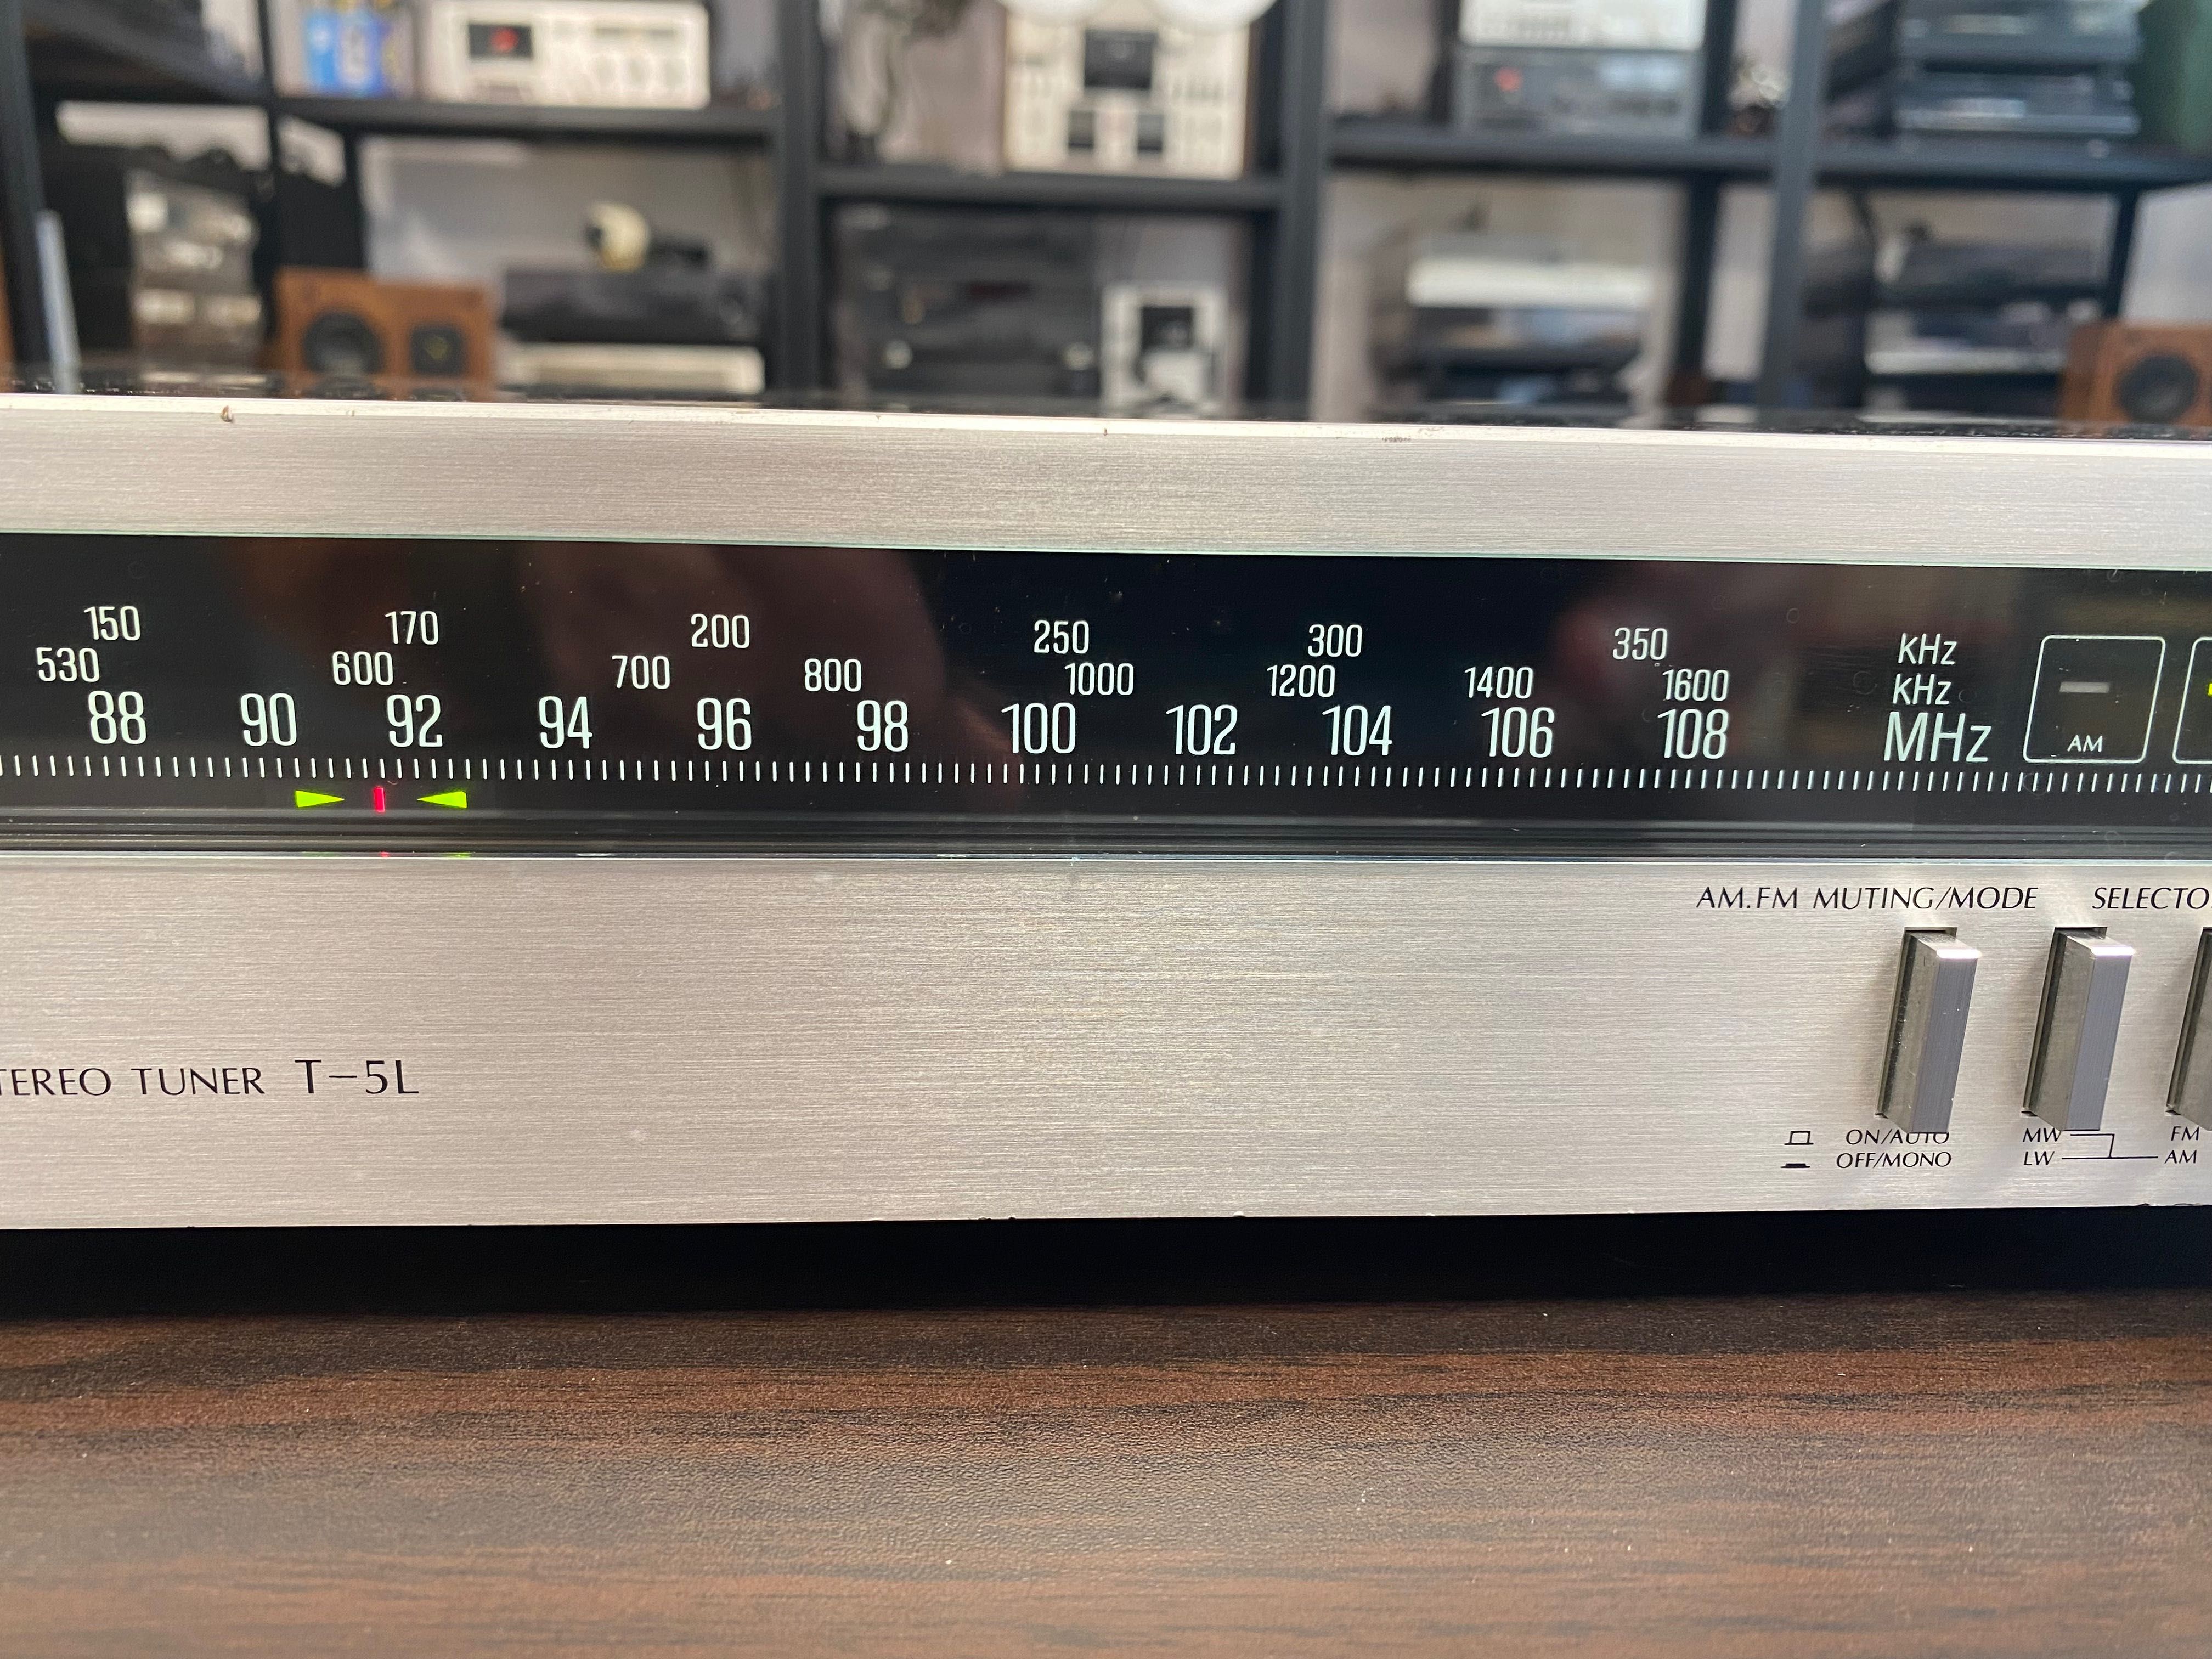 150 170 200 250 300 350 kHz
530 600 700 800 1000 1200 1400 1600 kHz
88 90 92 94 96 98 100 102 104 106 108 MHz
AM
AM.FM MUTING/MODE SELECTO
TEREO TUNER T-5L
ON/AUTO MW FM
OFF/MONO LW AM